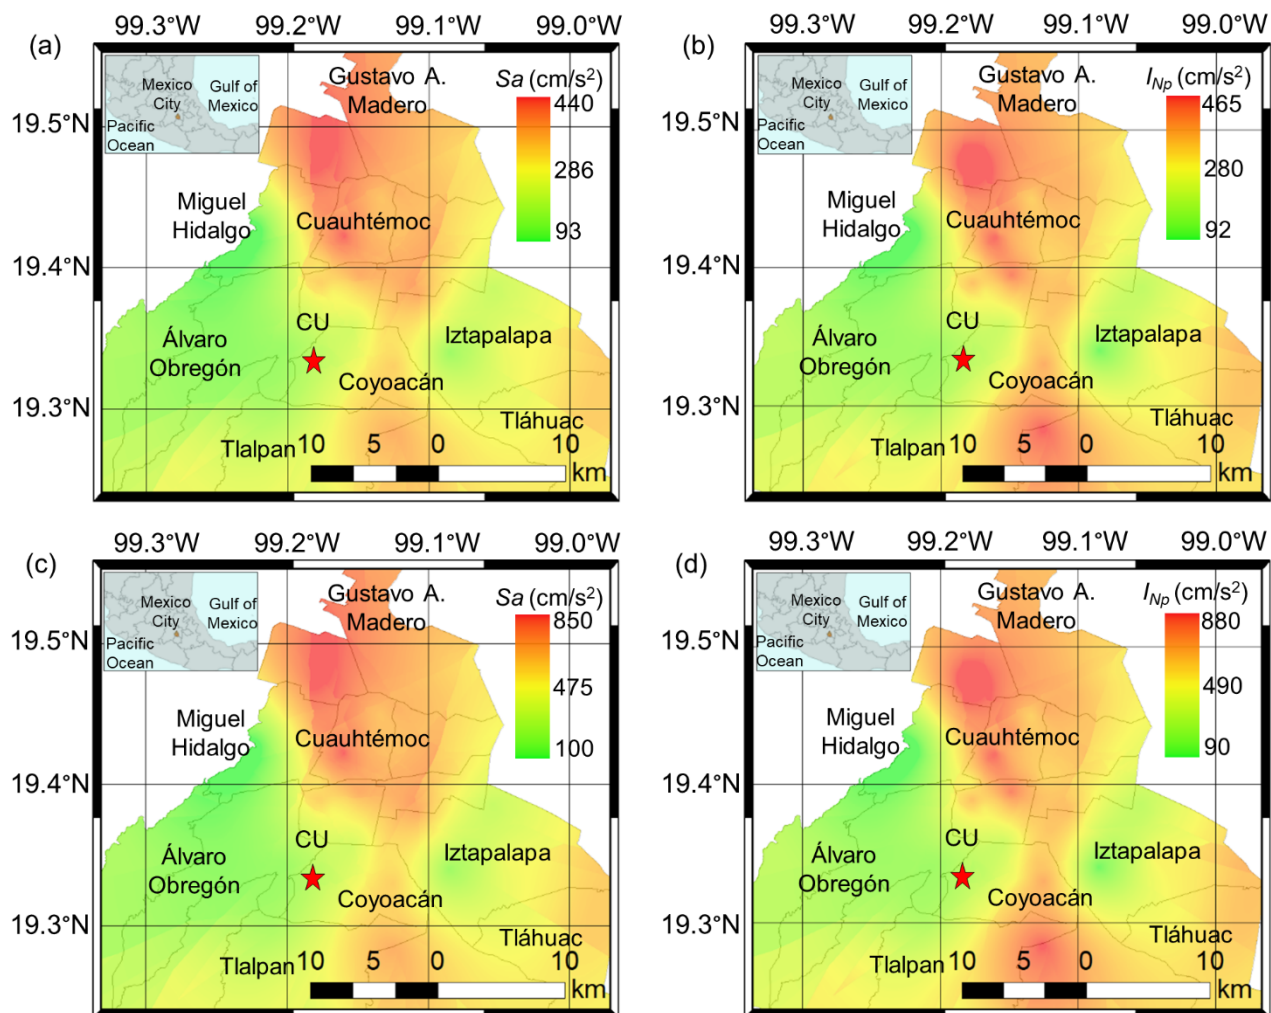 99.3°W 99.2°W 99.1°W 99.0°W
(a)
19.5°N
19.4°N
19.3°N
Mexico
City
Gulf of
Mexico
Pacific
Ocean
Gustavo A.
Madero
Sa (cm/s²)
440
286
93
Miguel
Hidalgo
Cuauhtémoc
CU
Álvaro
Obregón
Iztapalapa
Coyoacán
Tláhuac
Tlalpan
10 5 0 10
km
99.3°W 99.2°W 99.1°W 99.0°W
(b)
19.5°N
19.4°N
19.3°N
Mexico
City
Gulf of
Mexico
Pacific
Ocean
Gustavo A.
Madero
I_Np (cm/s²)
465
280
92
Miguel
Hidalgo
Cuauhtémoc
CU
Álvaro
Obregón
Iztapalapa
Coyoacán
Tláhuac
Tlalpan
10 5 0 10
km
99.3°W 99.2°W 99.1°W 99.0°W
(c)
19.5°N
19.4°N
19.3°N
Mexico
City
Gulf of
Mexico
Pacific
Ocean
Gustavo A.
Madero
Sa (cm/s²)
850
475
100
Miguel
Hidalgo
Cuauhtémoc
CU
Álvaro
Obregón
Iztapalapa
Coyoacán
Tláhuac
Tlalpan
10 5 0 10
km
99.3°W 99.2°W 99.1°W 99.0°W
(d)
19.5°N
19.4°N
19.3°N
Mexico
City
Gulf of
Mexico
Pacific
Ocean
Gustavo A.
Madero
I_Np (cm/s²)
880
490
90
Miguel
Hidalgo
Cuauhtémoc
CU
Álvaro
Obregón
Iztapalapa
Coyoacán
Tláhuac
Tlalpan
10 5 0 10
km